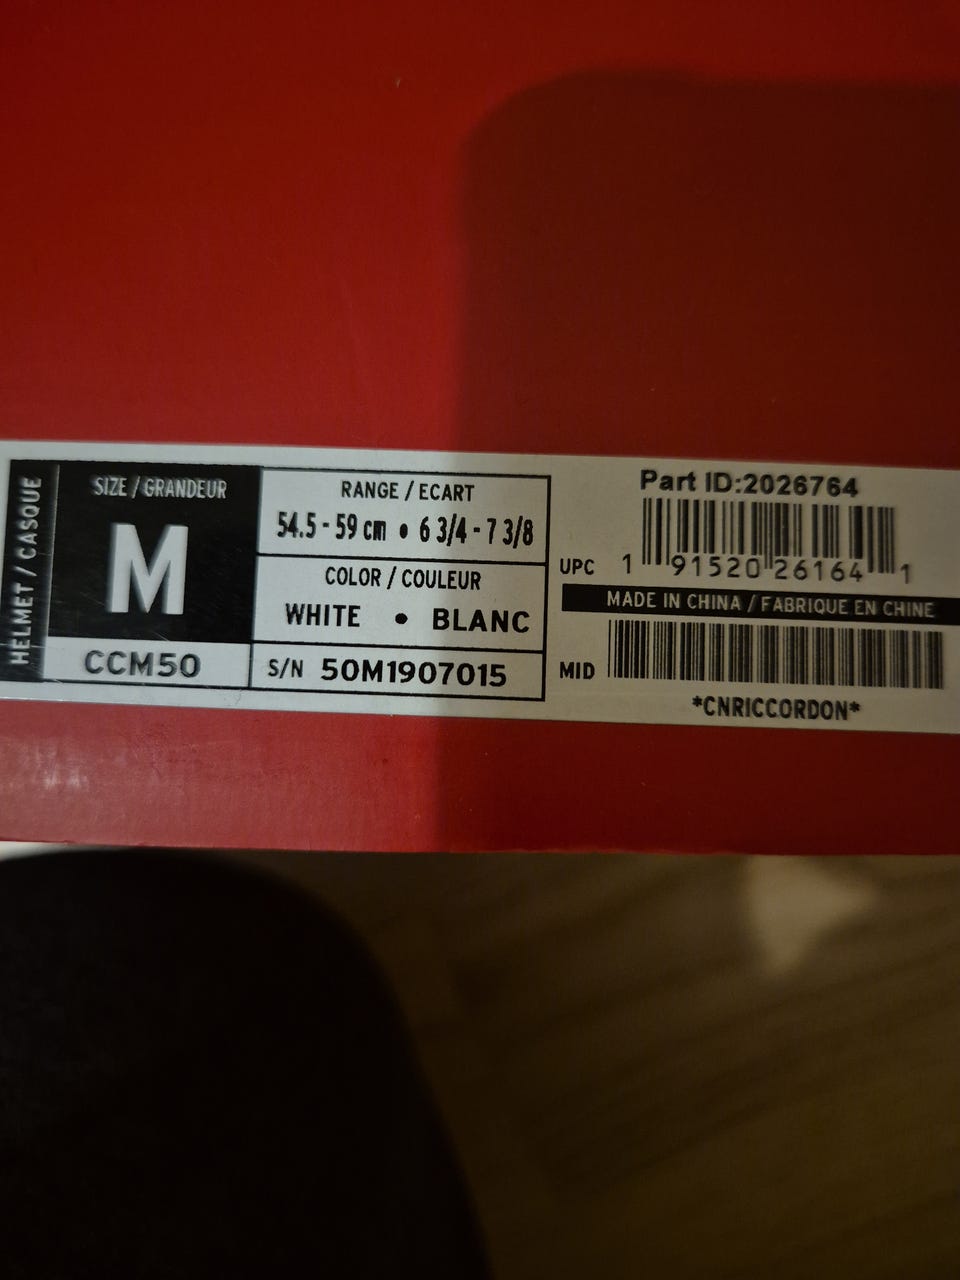 HELMET / CASQUE
SIZE / GRANDEUR
M
CCM50
RANGE / ECART
54.5 - 59 cm • 6 3/4 - 7 3/8
COLOR / COULEUR
WHITE • BLANC
S/N 50M1907015
Part ID:2026764
UPC 1 91520 26164 1
MADE IN CHINA / FABRIQUE EN CHINE
MID
*CNRICCORDON*